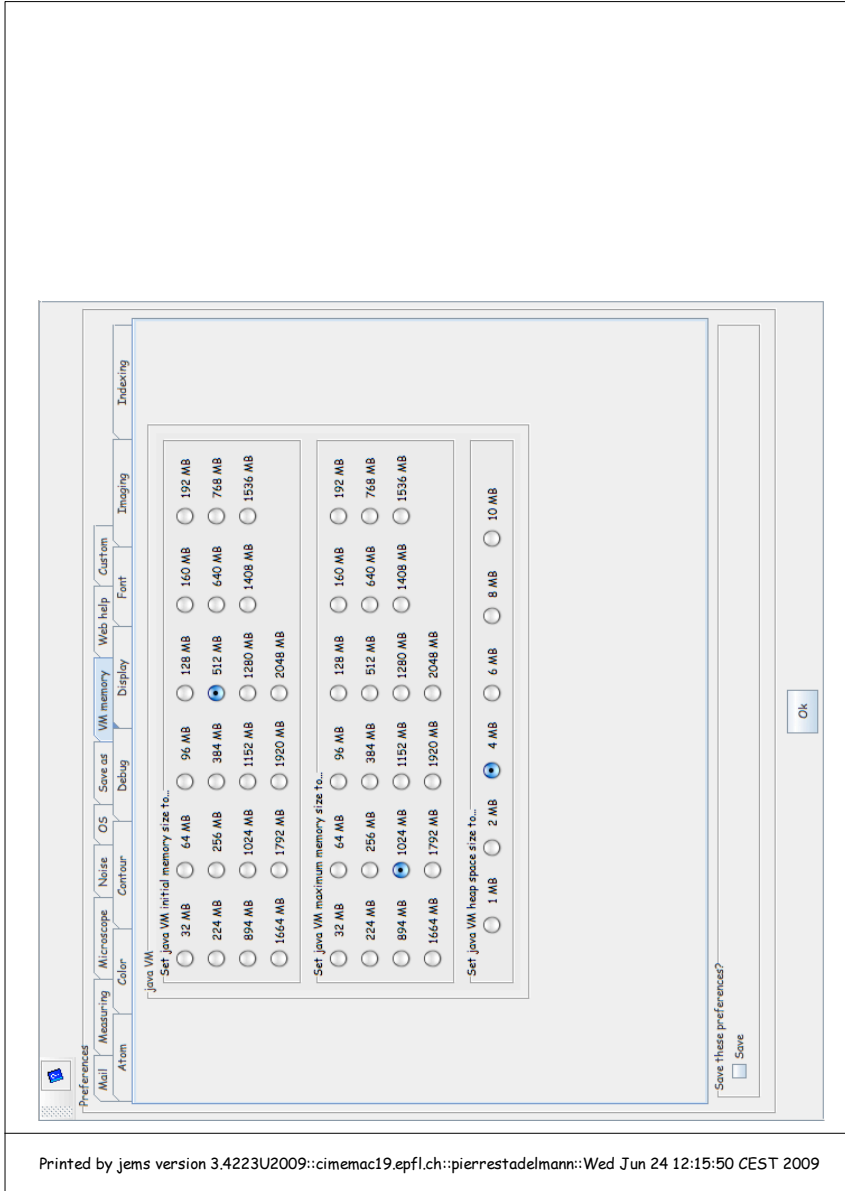 Preferences
Mail Measuring Microscope Noise OS Save as VM memory Web help Custom
Atom Color Contour Debug Display Font Imaging Indexing
java VM
Set java VM initial memory size to...
32 MB 64 MB 96 MB 128 MB 160 MB 192 MB
224 MB 256 MB 384 MB 512 MB 640 MB 768 MB
894 MB 1024 MB 1152 MB 1280 MB 1408 MB 1536 MB
1664 MB 1792 MB 1920 MB 2048 MB
Set java VM maximum memory size to...
32 MB 64 MB 96 MB 128 MB 160 MB 192 MB
224 MB 256 MB 384 MB 512 MB 640 MB 768 MB
894 MB 1024 MB 1152 MB 1280 MB 1408 MB 1536 MB
1664 MB 1792 MB 1920 MB 2048 MB
Set java VM heap space size to...
1 MB 2 MB 4 MB 6 MB 8 MB 10 MB
Save these preferences?
Save
Ok
Printed by jems version 3.4223U2009::cimemac19.epfl.ch::pierrestadelmann::Wed Jun 24 12:15:50 CEST 2009